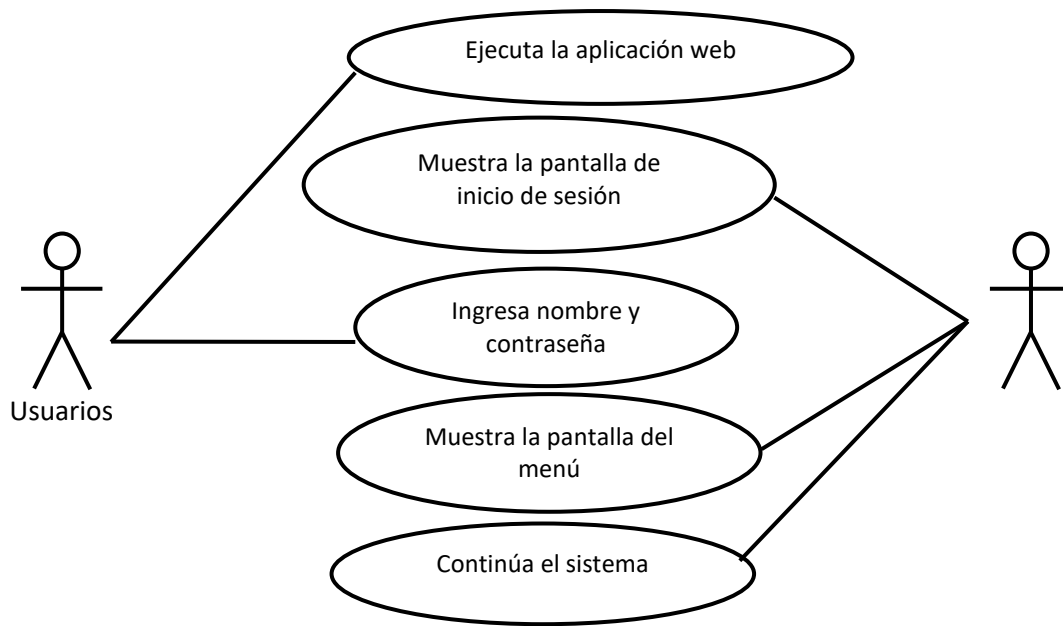 Ejecuta la aplicación web
Muestra la pantalla de
inicio de sesión
Ingresa nombre y
contraseña
Usuarios
Muestra la pantalla del
menú
Continúa el sistema